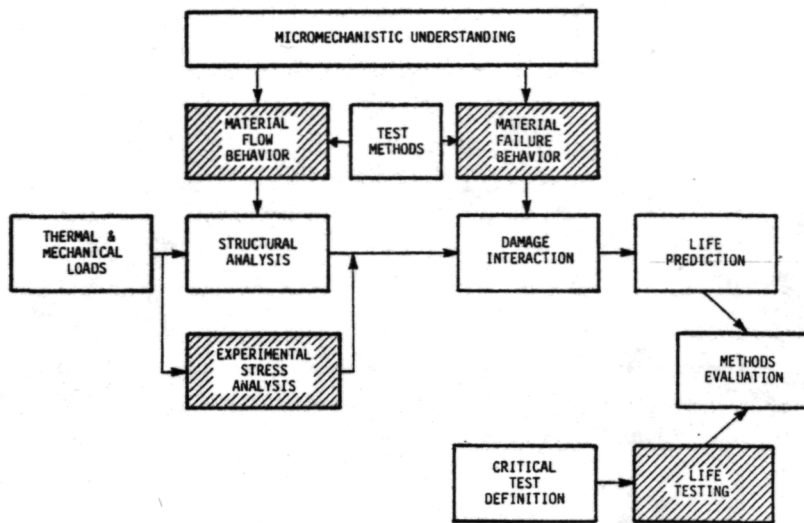 MICROMECHANISTIC UNDERSTANDING
MATERIAL
FLOW
BEHAVIOR
TEST
METHODS
MATERIAL
FAILURE
BEHAVIOR
THERMAL &
MECHANICAL
LOADS
STRUCTURAL
ANALYSIS
DAMAGE
INTERACTION
LIFE
PREDICTION
EXPERIMENTAL
STRESS
ANALYSIS
METHODS
EVALUATION
CRITICAL
TEST
DEFINITION
LIFE
TESTING